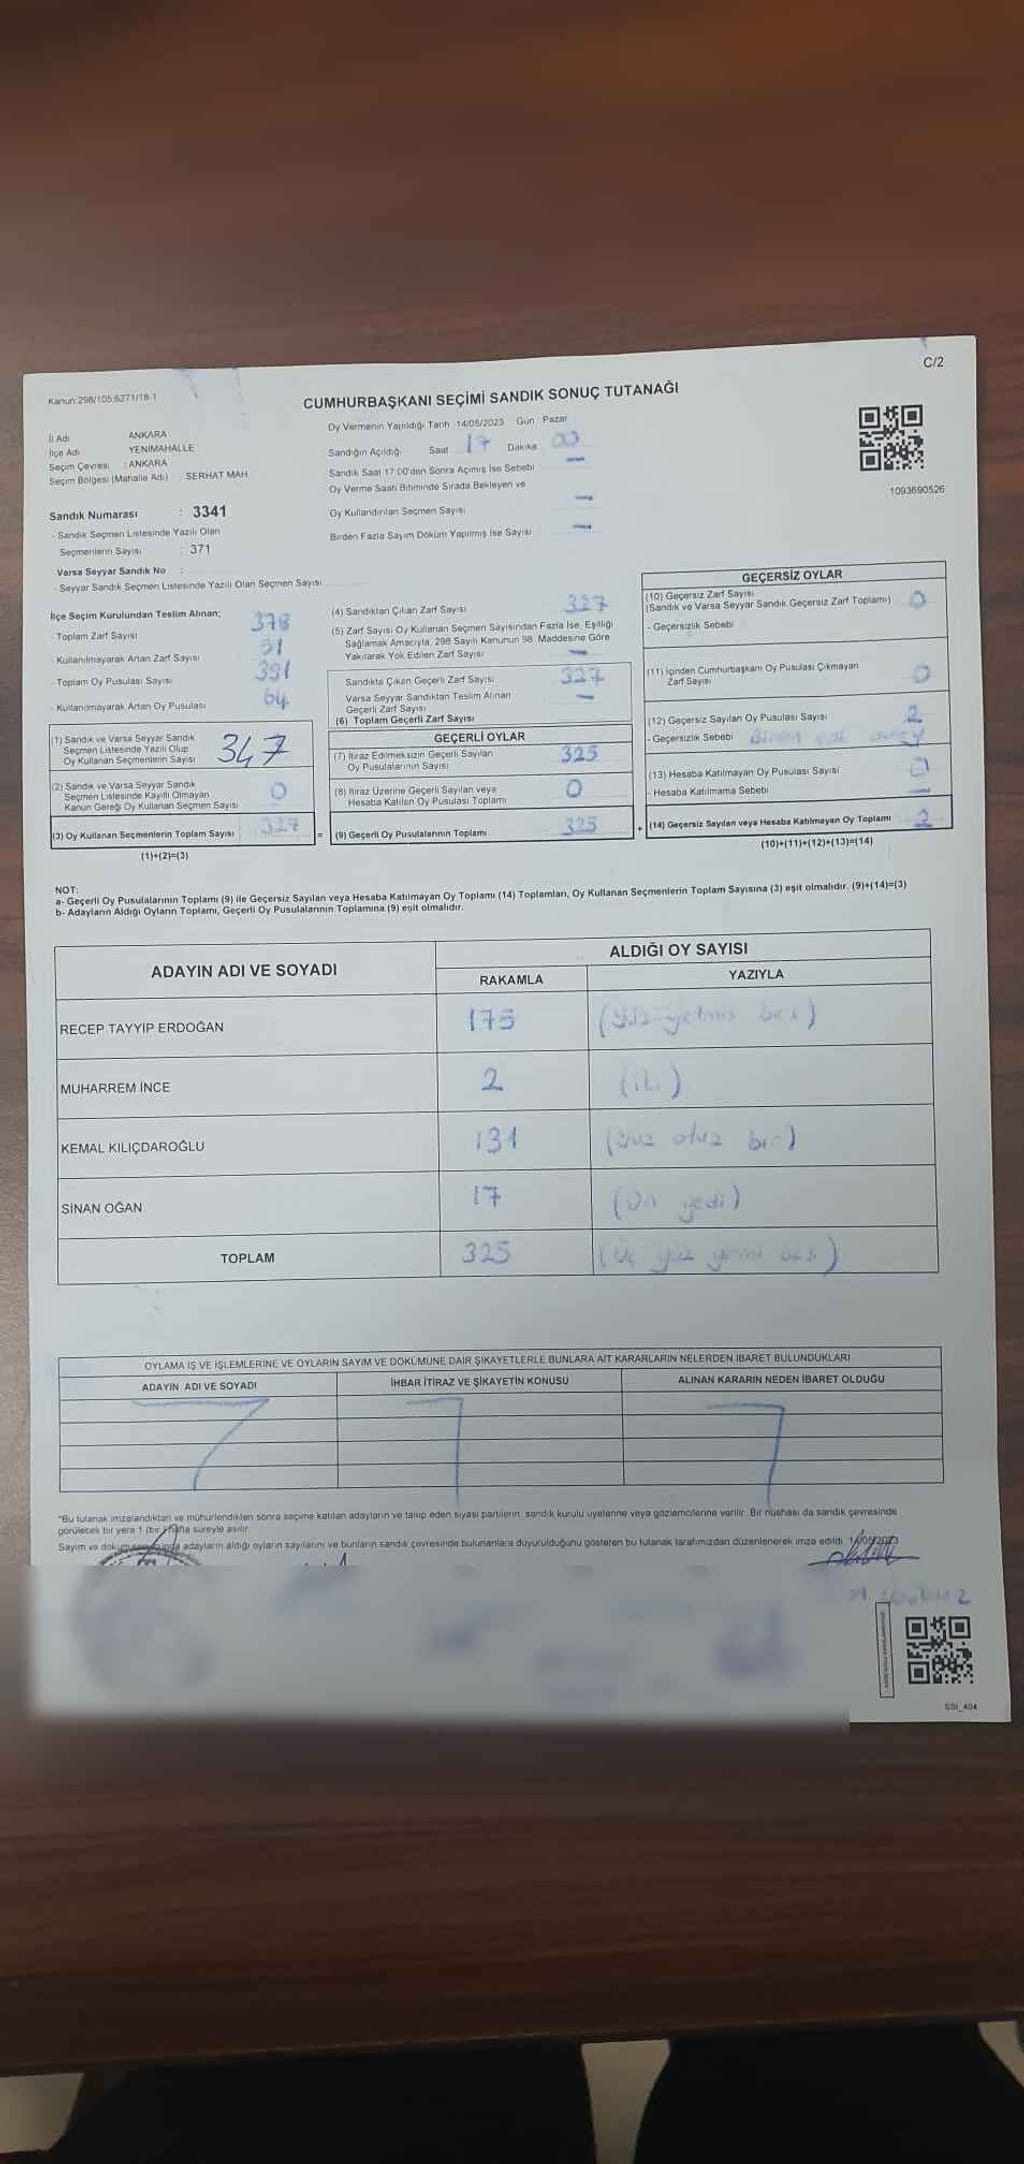 C/2
Kanun:298/105,6271/18-1
CUMHURBAŞKANI SEÇİMİ SANDIK SONUÇ TUTANAĞI
İl Adı : ANKARA
İlçe Adı : YENİMAHALLE
Seçim Çevresi : ANKARA
Seçim Bölgesi (Mahalle Adı) SERHAT MAH
Sandık Numarası : 3341
- Sandık Seçmen Listesinde Yazılı Olan
Seçmenlerin Sayısı : 371
Varsa Seyyar Sandık No :
- Seyyar Sandık Seçmen Listesinde Yazılı Olan Seçmen Sayısı
Oy Vermenin Yapıldığı Tarih 14/05/2023 Gün Pazar
Sandığın Açıldığı Saat 17 Dakika 00
Sandık Saat 17.00'den Sonra Açılmış İse Sebebi —
Oy Verme Saati Bitiminde Sırada Bekleyen ve
Oy Kullandırılan Seçmen Sayısı —
Birden Fazla Sayım Döküm Yapılmış İse Sayısı —
1093690526
İlçe Seçim Kurulundan Teslim Alınan;
- Toplam Zarf Sayısı 378
- Kullanılmayarak Artan Zarf Sayısı 51
- Toplam Oy Pusulası Sayısı 391
- Kullanılmayarak Artan Oy Pusulası 64
(1) Sandık ve Varsa Seyyar Sandık
Seçmen Listesinde Yazılı Olup
Oy Kullanan Seçmenlerin Sayısı 347
(2) Sandık ve Varsa Seyyar Sandık
Seçmen Listesinde Kayıtlı Olmayan
Kanun Gereği Oy Kullanan Seçmen Sayısı 0
(3) Oy Kullanan Seçmenlerin Toplam Sayısı 327
(1)+(2)=(3)
(4) Sandıktan Çıkan Zarf Sayısı 327
(5) Zarf Sayısı Oy Kullanan Seçmen Sayısından Fazla İse, Eşitliği
Sağlamak Amacıyla, 298 Sayılı Kanunun 98. Maddesine Göre
Yakılarak Yok Edilen Zarf Sayısı —
Sandıkta Çıkan Geçerli Zarf Sayısı 327
Varsa Seyyar Sandıktan Teslim Alınan
Geçerli Zarf Sayısı —
(6) Toplam Geçerli Zarf Sayısı
GEÇERLİ OYLAR
(7) İtiraz Edilmeksizin Geçerli Sayılan
Oy Pusulalarının Sayısı 325
(8) İtiraz Üzerine Geçerli Sayılan veya
Hesaba Katılan Oy Pusulası Toplamı 0
= (9) Geçerli Oy Pusulalarının Toplamı 325
GEÇERSİZ OYLAR
(10) Geçersiz Zarf Sayısı
(Sandık ve Varsa Seyyar Sandık Geçersiz Zarf Toplamı) 0
- Geçersizlik Sebebi
(11) İçinden Cumhurbaşkanı Oy Pusulası Çıkmayan
Zarf Sayısı 0
(12) Geçersiz Sayılan Oy Pusulası Sayısı 2
- Geçersizlik Sebebi
(13) Hesaba Katılmayan Oy Pusulası Sayısı 0
- Hesaba Katılmama Sebebi —
+ (14) Geçersiz Sayılan veya Hesaba Katılmayan Oy Toplamı 2
(10)+(11)+(12)+(13)=(14)
NOT:
a- Geçerli Oy Pusulalarının Toplamı (9) ile Geçersiz Sayılan veya Hesaba Katılmayan Oy Toplamı (14) Toplamları, Oy Kullanan Seçmenlerin Toplam Sayısına (3) eşit olmalıdır. (9)+(14)=(3)
b- Adayların Aldığı Oyların Toplamı, Geçerli Oy Pusulalarının Toplamına (9) eşit olmalıdır.
ADAYIN ADI VE SOYADI ALDIĞI OY SAYISI
RAKAMLA YAZIYLA
RECEP TAYYİP ERDOĞAN 175 (Yüz yetmiş beş)
MUHARREM İNCE 2 (iki)
KEMAL KILIÇDAROĞLU 131 (yüz otuz bir)
SİNAN OĞAN 17 (On yedi)
TOPLAM 325 (Üç yüz yirmi beş)
OYLAMA İŞ VE İŞLEMLERİNE VE OYLARIN SAYIM VE DÖKÜMÜNE DAİR ŞİKAYETLERLE BUNLARA AİT KARARLARIN NELERDEN İBARET BULUNDUKLARI
ADAYIN ADI VE SOYADI İHBAR İTİRAZ VE ŞİKAYETİN KONUSU ALINAN KARARIN NEDEN İBARET OLDUĞU
*Bu tutanak imzalandıktan ve mühürlendikten sonra seçime katılan adayların ve talep eden siyasi partilerin sandık kurulu üyelerine veya gözlemcilerine verilir. Bir nüshası da sandık çevresinde
görülecek bir yere 1 (bir) hafta süreyle asılır.
Sayım ve dökümü sonunda adayların aldığı oyların sayılarını ve bunların sandık çevresinde bulunanlara duyurulduğunu gösteren bu tutanak tarafımızdan düzenlenerek imza edildi. 14/05/2023
SSI_404